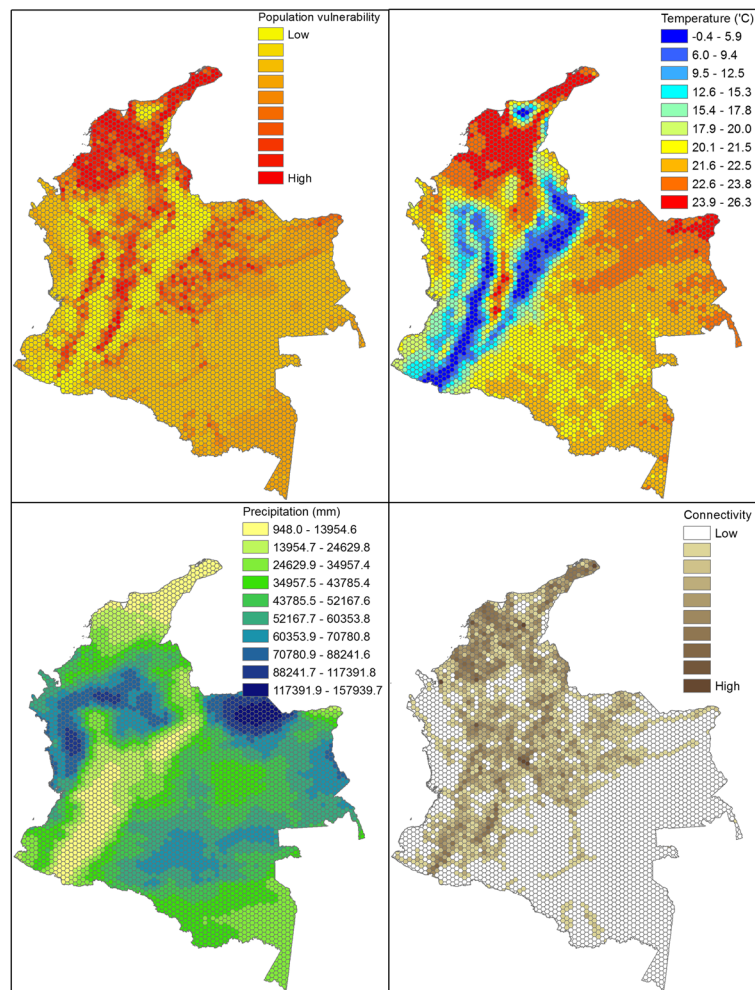 Population vulnerability
Low
High
Temperature ('C)
-0.4 - 5.9
6.0 - 9.4
9.5 - 12.5
12.6 - 15.3
15.4 - 17.8
17.9 - 20.0
20.1 - 21.5
21.6 - 22.5
22.6 - 23.8
23.9 - 26.3
Precipitation (mm)
948.0 - 13954.6
13954.7 - 24629.8
24629.9 - 34957.4
34957.5 - 43785.4
43785.5 - 52167.6
52167.7 - 60353.8
60353.9 - 70780.8
70780.9 - 88241.6
88241.7 - 117391.8
117391.9 - 157939.7
Connectivity
Low
High